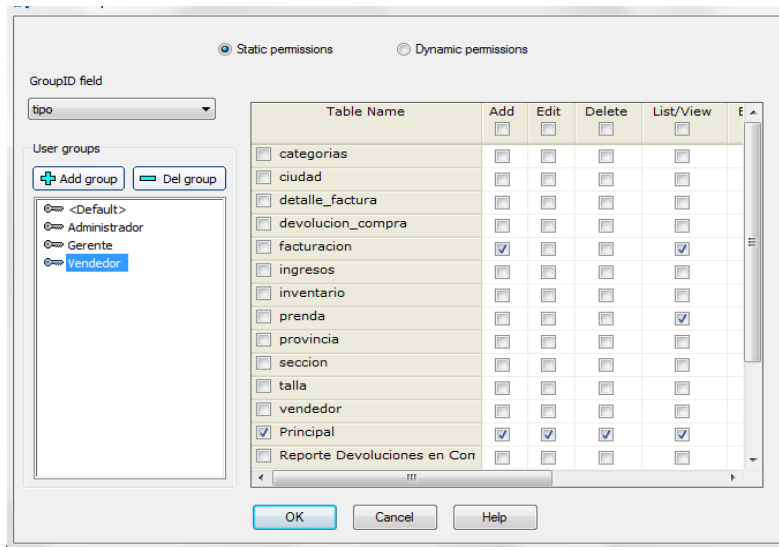 Static permissions Dynamic permissions
GroupID field
tipo
User groups
Add group Del group
<Default>
Administrador
Gerente
Vendedor
Table Name Add Edit Delete List/View
categorias
ciudad
detalle_factura
devolucion_compra
facturacion
ingresos
inventario
prenda
provincia
seccion
talla
vendedor
Principal
Reporte Devoluciones en Com
OK Cancel Help